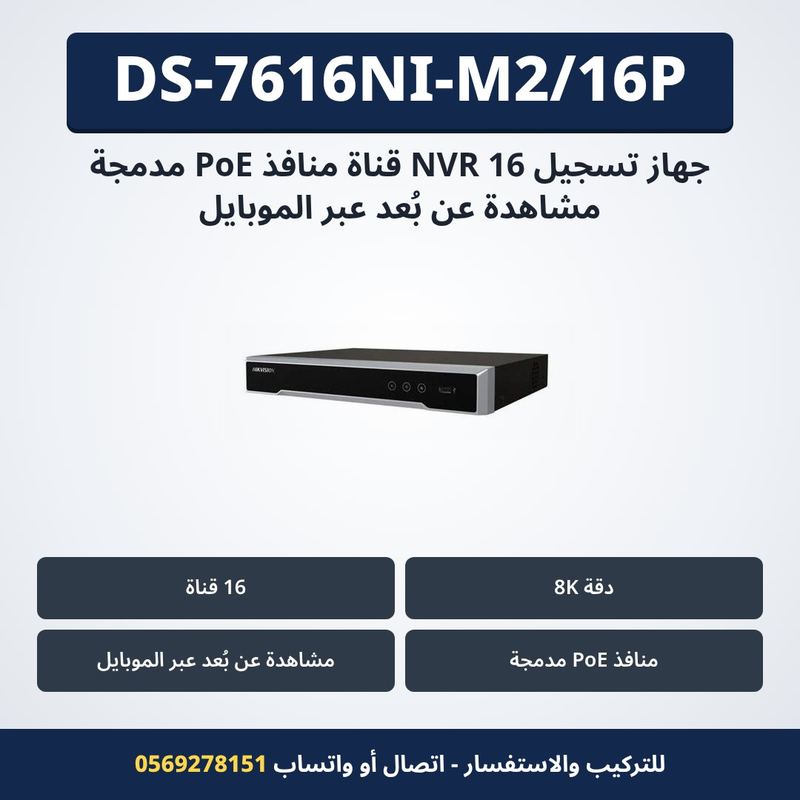 DS-7616NI-M2/16P
جهاز تسجيل NVR 16 قناة منافذ PoE مدمجة
مشاهدة عن بُعد عبر الموبايل
HIKVISION
دقة 8K
16 قناة
منافذ PoE مدمجة
مشاهدة عن بُعد عبر الموبايل
للتركيب والاستفسار - اتصال أو واتساب 0569278151